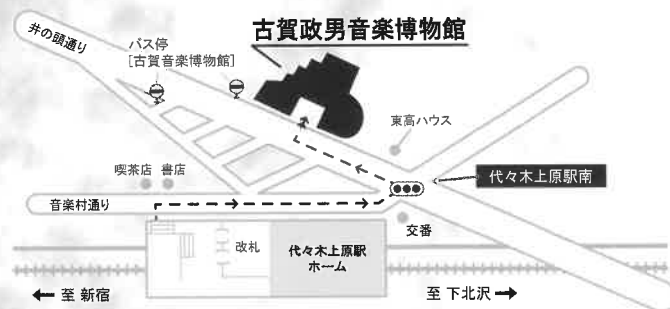 古賀政男音楽博物館
井の頭通り
バス停
[古賀音楽博物館]
東高ハウス
喫茶店 書店
代々木上原駅南
音楽村通り
交番
改札
代々木上原駅
ホーム
← 至 新宿
至 下北沢 →